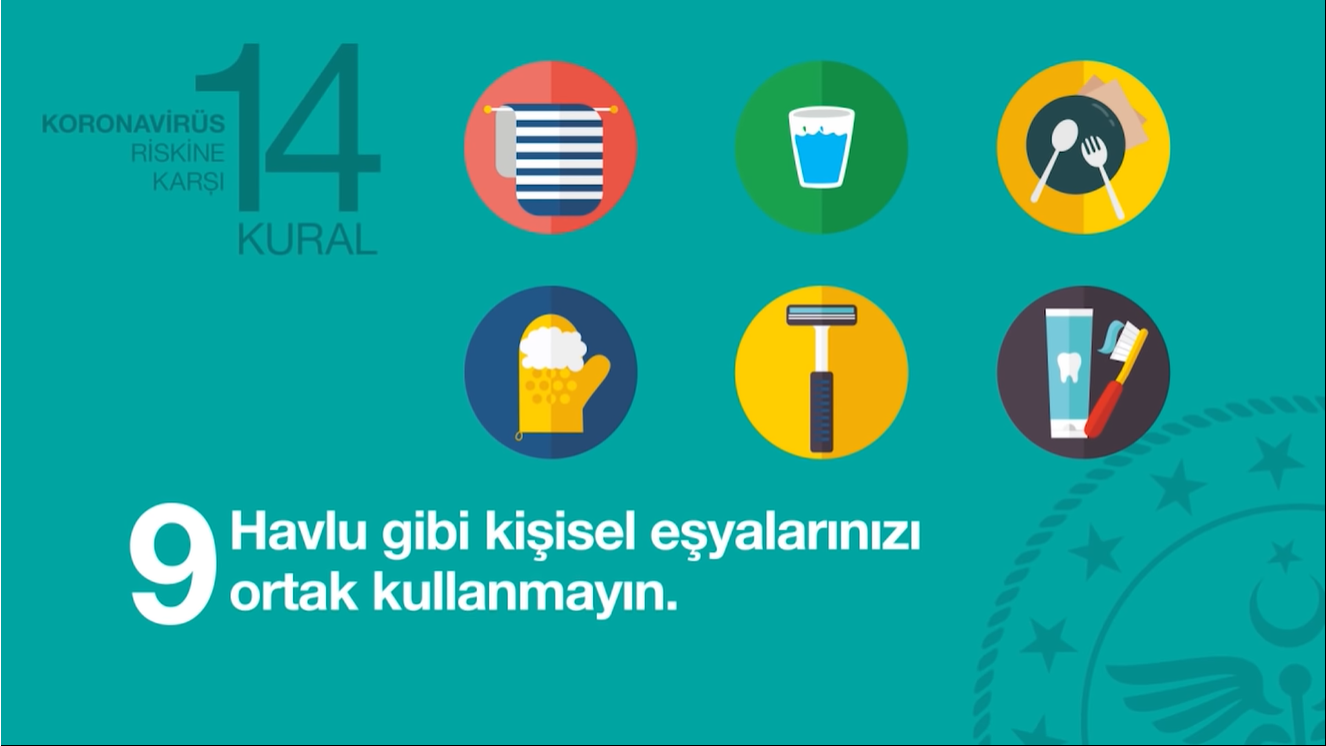 14
KORONAVİRÜS
RİSKİNE
KARŞI
KURAL
9
Havlu gibi kişisel eşyalarınızı
ortak kullanmayın.